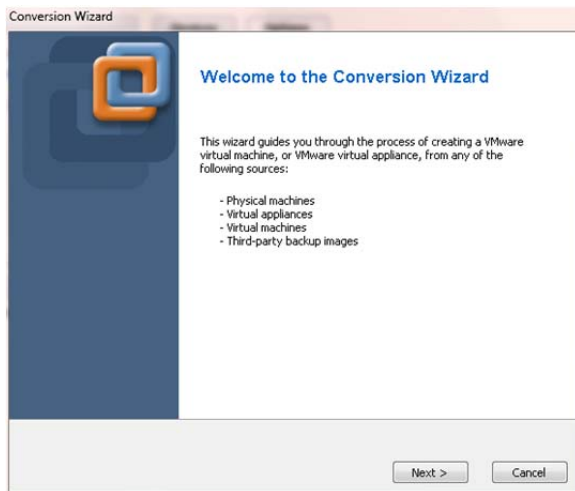 Conversion Wizard
Welcome to the Conversion Wizard
This wizard guides you through the process of creating a VMware
virtual machine, or VMware virtual appliance, from any of the
following sources:
- Physical machines
- Virtual appliances
- Virtual machines
- Third-party backup images
Next >
Cancel